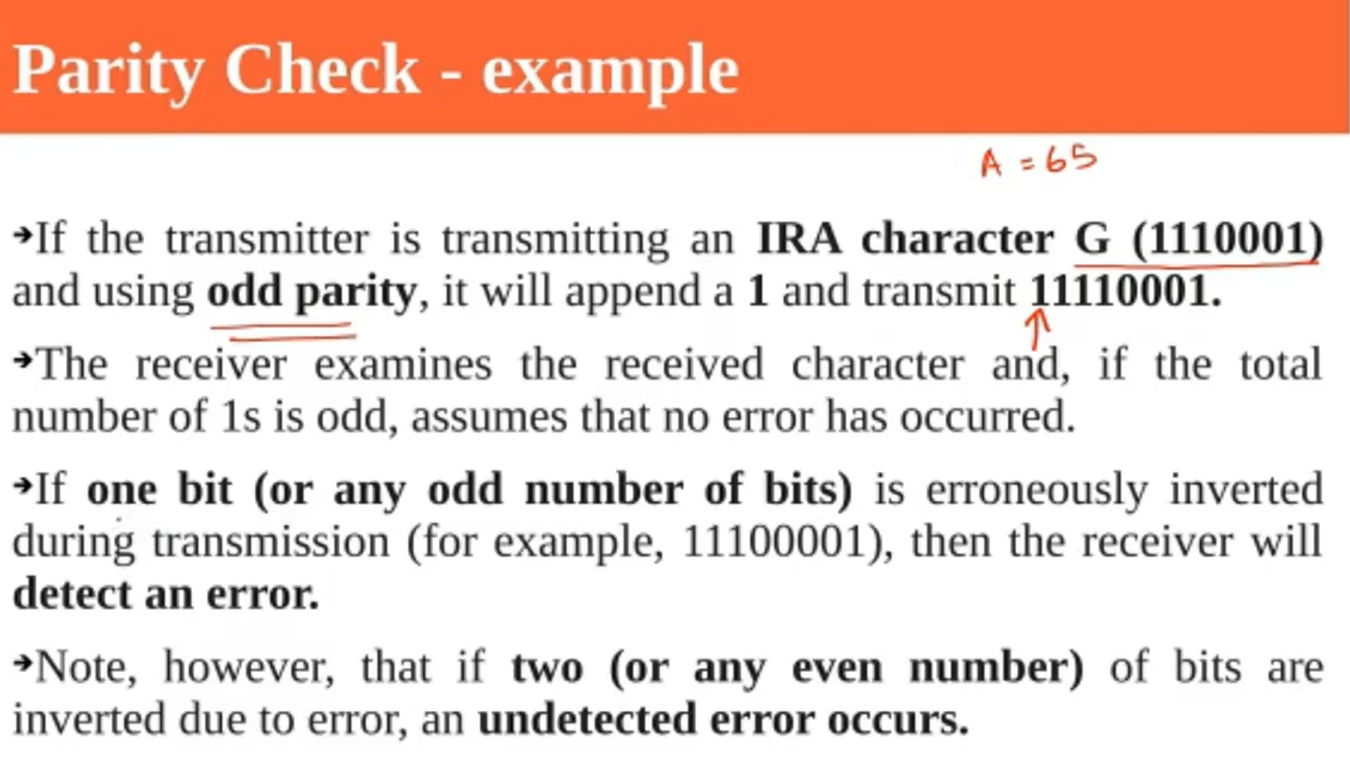 Parity Check - example
A = 65
➔If the transmitter is transmitting an IRA character G (1110001)
and using odd parity, it will append a 1 and transmit 11110001.
➔The receiver examines the received character and, if the total
number of 1s is odd, assumes that no error has occurred.
➔If one bit (or any odd number of bits) is erroneously inverted
during transmission (for example, 11100001), then the receiver will
detect an error.
➔Note, however, that if two (or any even number) of bits are
inverted due to error, an undetected error occurs.